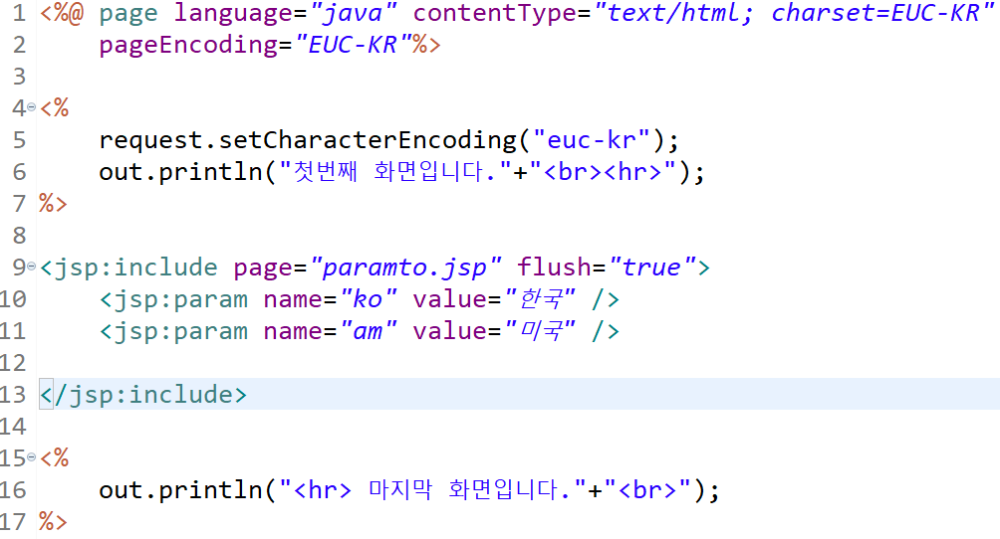 1 <%@ page language="java" contentType="text/html; charset=EUC-KR"
2     pageEncoding="EUC-KR"%>
3
4 <%
5     request.setCharacterEncoding("euc-kr");
6     out.println("첫번째 화면입니다."+"<br><hr>");
7 %>
8
9 <jsp:include page="paramto.jsp" flush="true">
10     <jsp:param name="ko" value="한국" />
11     <jsp:param name="am" value="미국" />
12
13 </jsp:include>
14
15 <%
16     out.println("<hr> 마지막 화면입니다."+"<br>");
17 %>